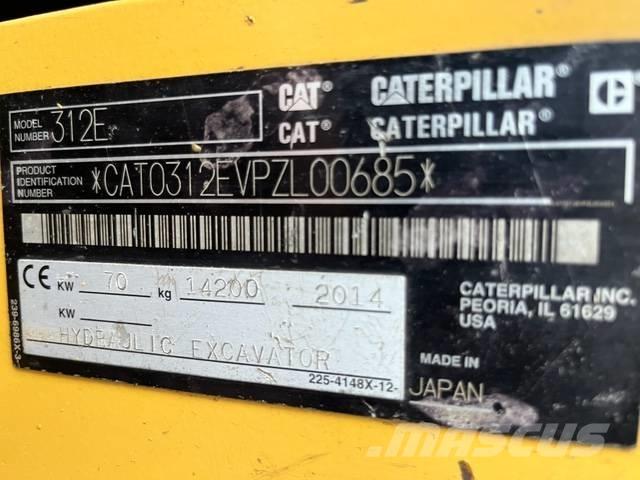 CAT® CATERPILLAR®
CAT® CATERPILLAR®
MODEL NUMBER 312E
PRODUCT IDENTIFICATION NUMBER *CAT0312EVPZL00685*
CE KW 70 kg 14200 2014
KW
HYDRAULIC EXCAVATOR
225-4148X-12-
239-6986X-3-
CATERPILLAR INC.
PEORIA, IL 61629
USA
MADE IN
JAPAN
MASCUS